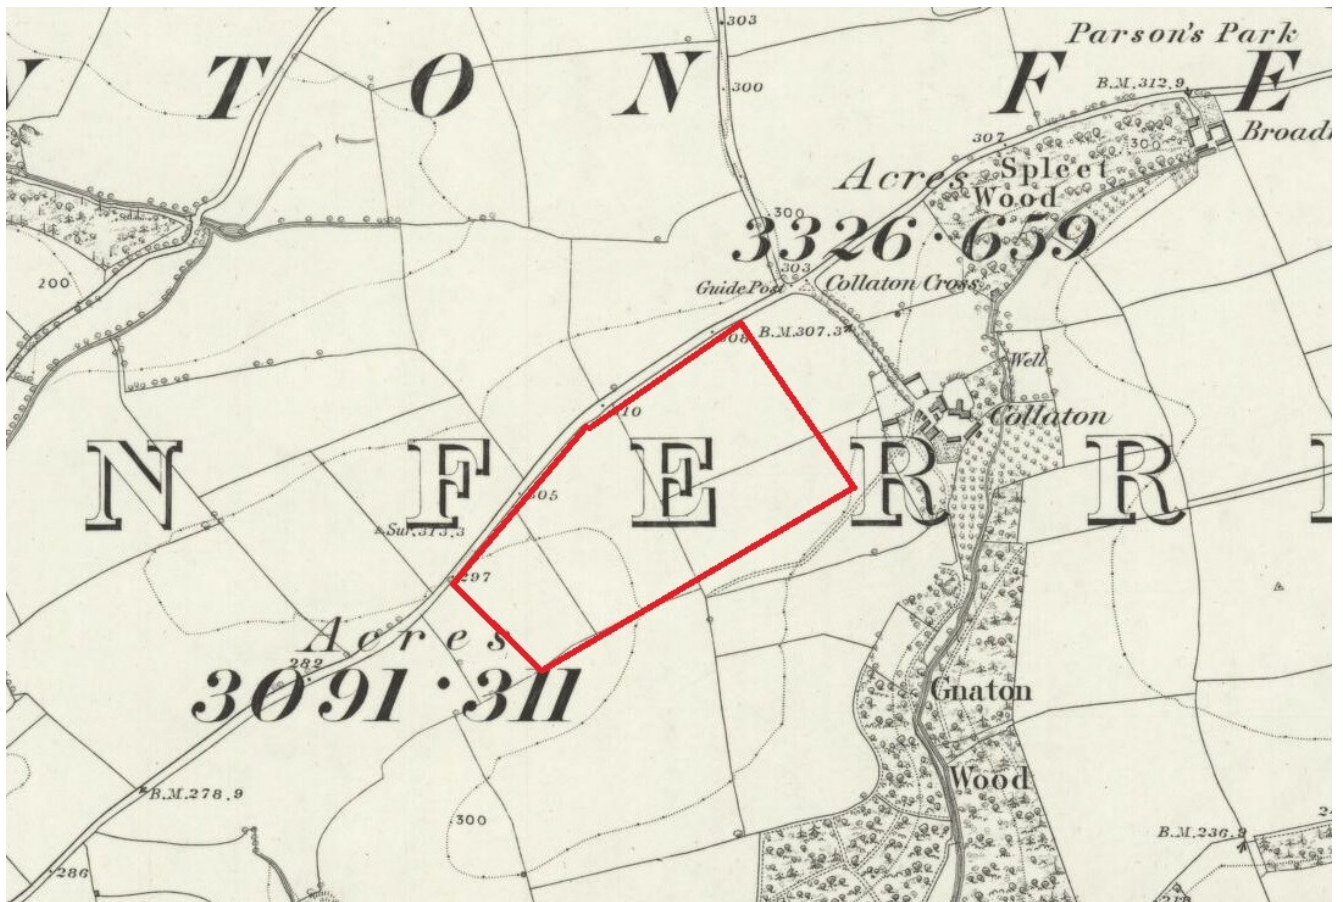 303
Parson's Park
TON FE
B.M.312.9
300
307
300
Spleet
Wood
Acres
300
3326·659
200
303
Guide Post
Collaton Cross
308
B.M.307.3
Well
Collaton
N F E R R
305
Sur.313.3
297
Acres
282
3091·311
Gnaton
Wood
B.M.278.9
300
B.M.236.9
286